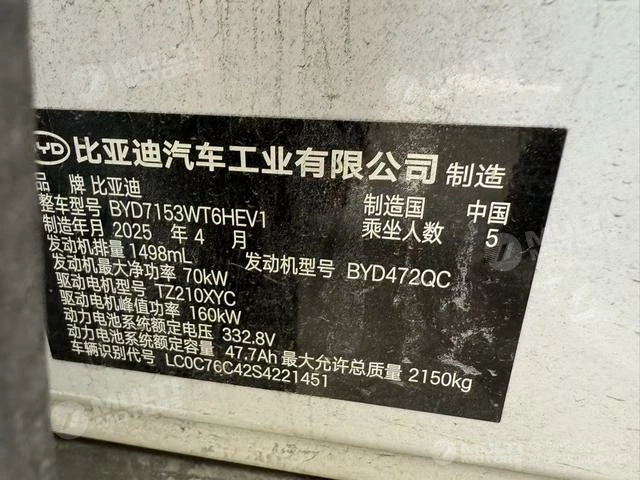 BYD 比亚迪汽车工业有限公司 制造
品 牌 比亚迪
整车型号 BYD7153WT6HEV1 制造国 中国
制造年月 2025 年 4 月 乘坐人数 5
发动机排量 1498mL
发动机最大净功率 70kW 发动机型号 BYD472QC
驱动电机型号 TZ210XYC
驱动电机峰值功率 160kW
动力电池系统额定电压 332.8V
动力电池系统额定容量 47.7Ah 最大允许总质量 2150kg
车辆识别代号 LC0C76C42S4221451